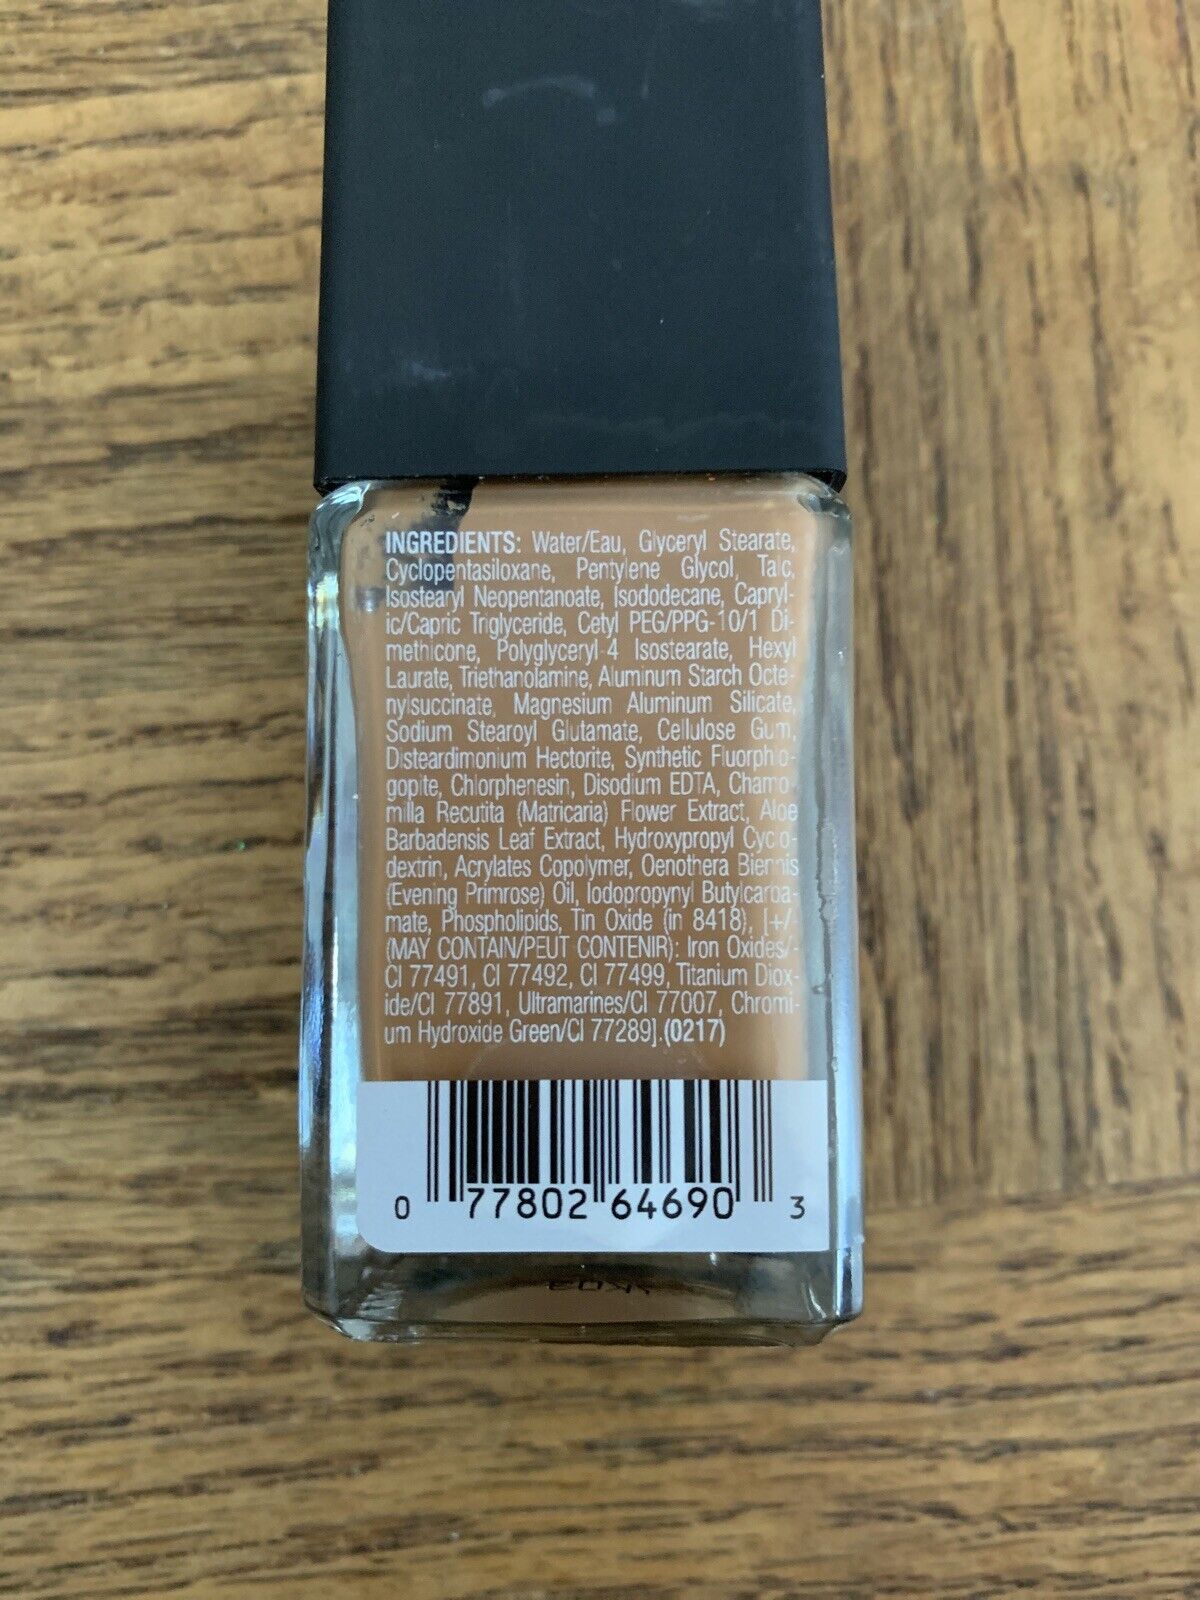 INGREDIENTS: Water/Eau, Glyceryl Stearate,
Cyclopentasiloxane, Pentylene Glycol, Talc,
Isostearyl Neopentanoate, Isododecane, Capryl-
ic/Capric Triglyceride, Cetyl PEG/PPG-10/1 Di-
methicone, Polyglyceryl-4 Isostearate, Hexyl
Laurate, Triethanolamine, Aluminum Starch Octe-
nylsuccinate, Magnesium Aluminum Silicate,
Sodium Stearoyl Glutamate, Cellulose Gum,
Disteardimonium Hectorite, Synthetic Fluorphlo-
gopite, Chlorphenesin, Disodium EDTA, Chamo-
milla Recutita (Matricaria) Flower Extract, Aloe
Barbadensis Leaf Extract, Hydroxypropyl Cyclo-
dextrin, Acrylates Copolymer, Oenothera Biennis
(Evening Primrose) Oil, Iodopropynyl Butylcarba-
mate, Phospholipids, Tin Oxide (in 8418), [+/-
(MAY CONTAIN/PEUT CONTENIR): Iron Oxides/-
CI 77491, CI 77492, CI 77499, Titanium Diox-
ide/CI 77891, Ultramarines/CI 77007, Chromi-
um Hydroxide Green/CI 77289].(0217)
0 77802 64690 3